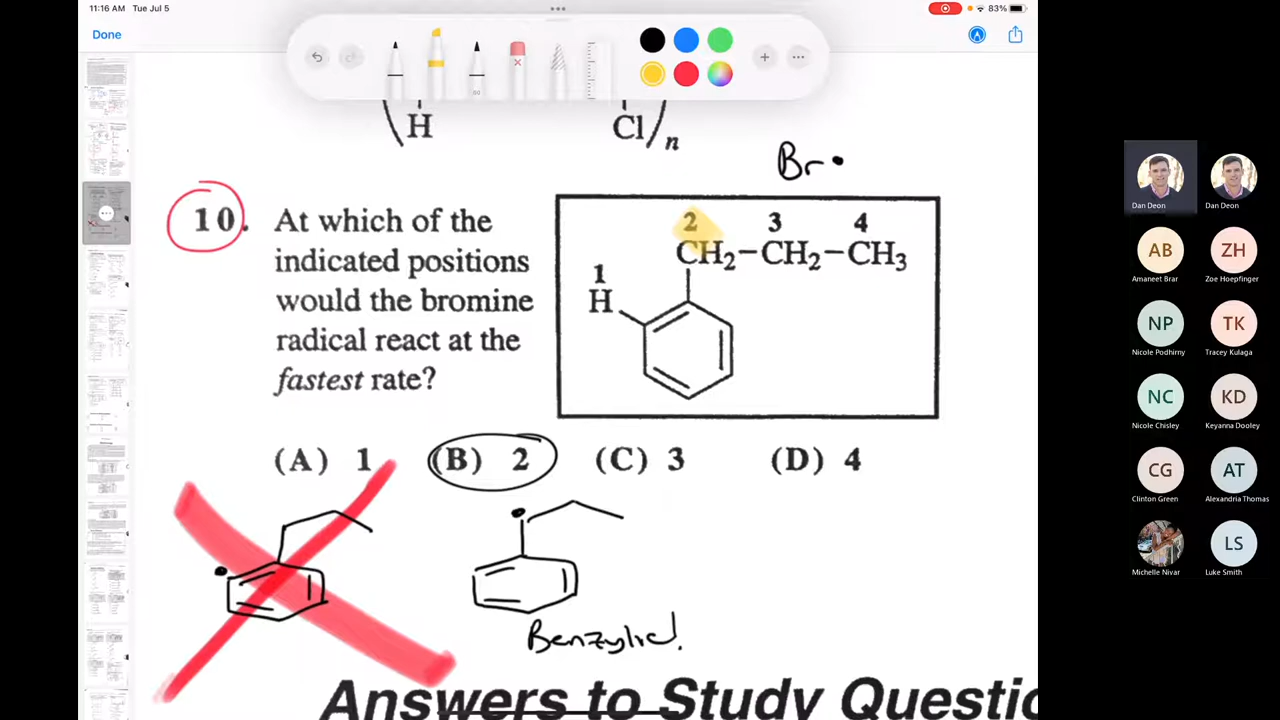 11:16 AM Tue Jul 5
83%
Done
H
Cl
n
Br•
10. At which of the
indicated positions
would the bromine
radical react at the
fastest rate?
2 3 4
CH2–CH2–CH3
1
H
(A) 1 (B) 2 (C) 3 (D) 4
Benzylic!
Answers to Study Questio
Dan Deon
Dan Deon
AB
Amaneet Brar
ZH
Zoe Hoepfinger
NP
Nicole Podhirny
TK
Tracey Kulaga
NC
Nicole Chisley
KD
Keyanna Dooley
CG
Clinton Green
AT
Alexandria Thomas
Michelle Nivar
LS
Luke Smith